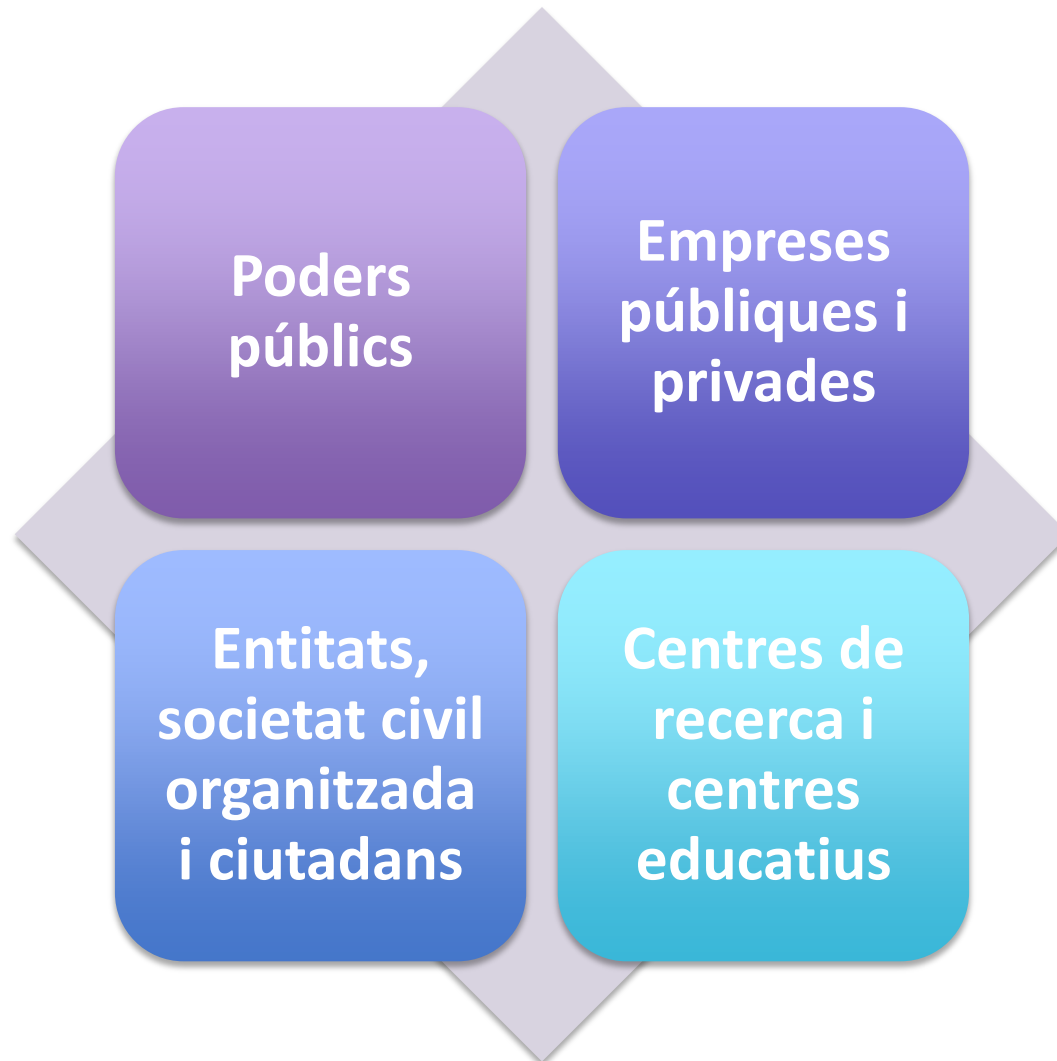 Poders
públics
Empreses
públiques i
privades
Entitats,
societat civil
organitzada
i ciutadans
Centres de
recerca i
centres
educatius